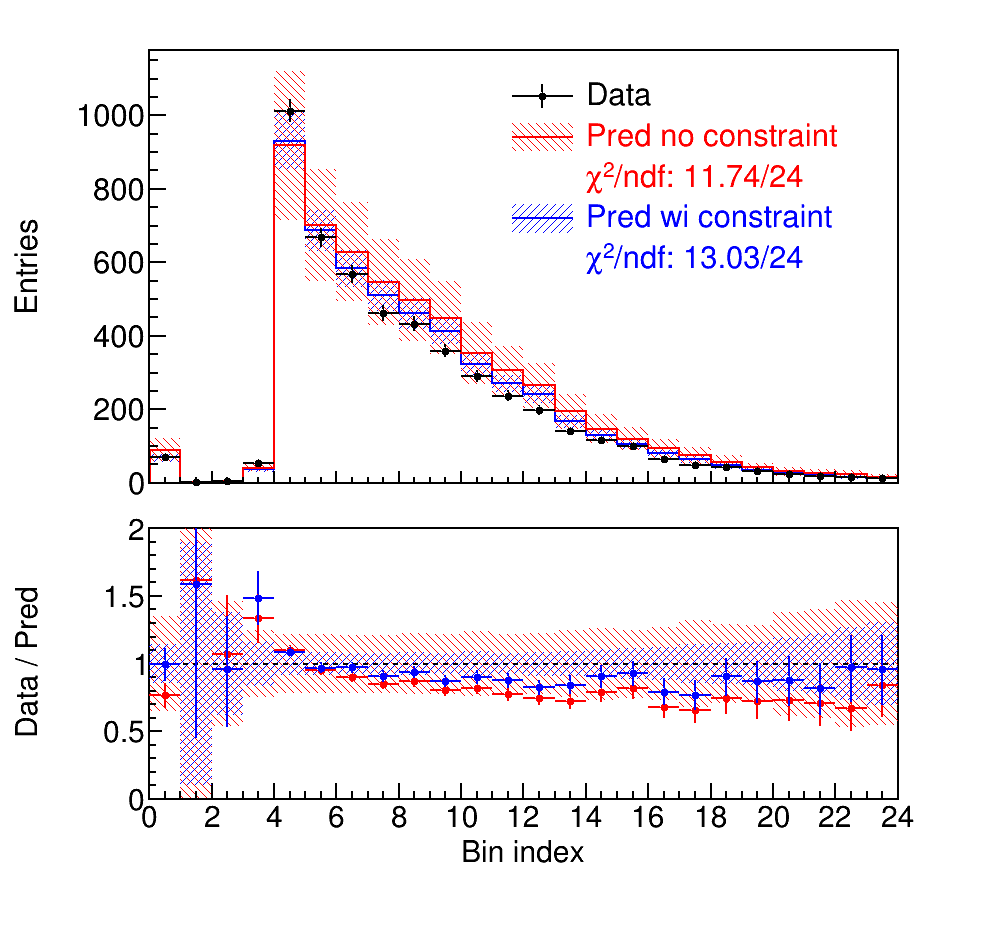 1000
800
600
400
200
0
Entries
Data
Pred no constraint
χ²/ndf: 11.74/24
Pred wi constraint
χ²/ndf: 13.03/24
2
1.5
1
0.5
0
Data / Pred
0 2 4 6 8 10 12 14 16 18 20 22 24
Bin index